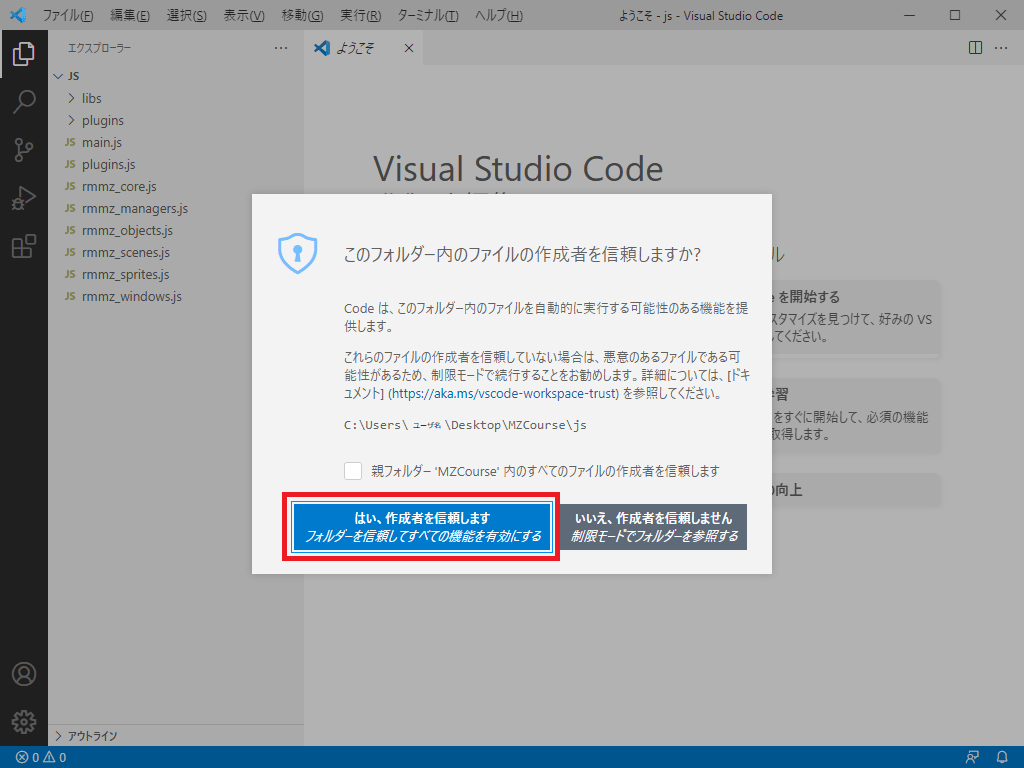 ファイル(F) 編集(E) 選択(S) 表示(V) 移動(G) 実行(R) ターミナル(T) ヘルプ(H) ようこそ - js - Visual Studio Code
エクスプローラー
JS
libs
plugins
JS main.js
JS plugins.js
JS rmmz_core.js
JS rmmz_managers.js
JS rmmz_objects.js
JS rmmz_scenes.js
JS rmmz_sprites.js
JS rmmz_windows.js
アウトライン
ようこそ
Visual Studio Code
ル
を開始する
スタマイズを見つけて、好みの VS
てください。
習
をすぐに開始して、必須の機能
取得します。
の向上
このフォルダー内のファイルの作成者を信頼しますか?
Code は、このフォルダー内のファイルを自動的に実行する可能性のある機能を提
供します。
これらのファイルの作成者を信頼していない場合は、悪意のあるファイルである可
能性があるため、制限モードで続行することをお勧めします。詳細については、[ドキ
ュメント] (https://aka.ms/vscode-workspace-trust) を参照してください。
C:\Users\ユーザ名\Desktop\MZCourse\js
親フォルダー 'MZCourse' 内のすべてのファイルの作成者を信頼します
はい、作成者を信頼します
フォルダーを信頼してすべての機能を有効にする
いいえ、作成者を信頼しません
制限モードでフォルダーを参照する
0 0